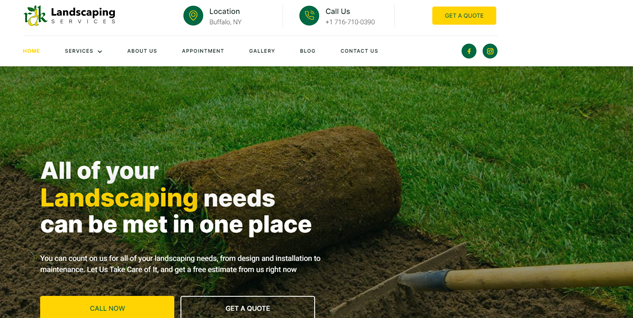 Landscaping
SERVICES
Location
Buffalo, NY
Call Us
+1 716-710-0390
GET A QUOTE
HOME
SERVICES
ABOUT US
APPOINTMENT
GALLERY
BLOG
CONTACT US
All of your
Landscaping needs
can be met in one place
You can count on us for all of your landscaping needs, from design and installation to
maintenance. Let Us Take Care of It, and get a free estimate from us right now
CALL NOW
GET A QUOTE